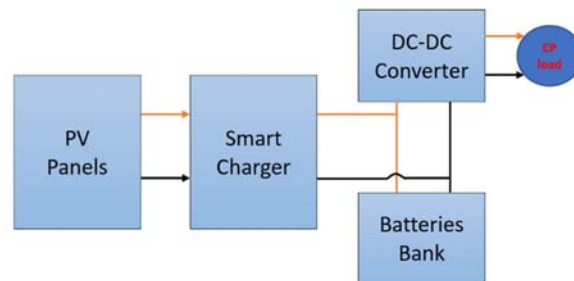 PV
Panels
Smart
Charger
DC-DC
Converter
CP
load
Batteries
Bank